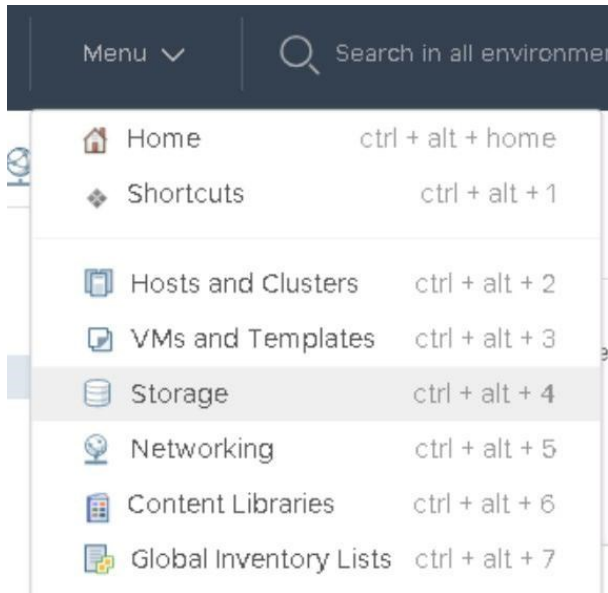 Menu Search in all environme
Home ctrl + alt + home
Shortcuts ctrl + alt + 1
Hosts and Clusters ctrl + alt + 2
VMs and Templates ctrl + alt + 3
Storage ctrl + alt + 4
Networking ctrl + alt + 5
Content Libraries ctrl + alt + 6
Global Inventory Lists ctrl + alt + 7